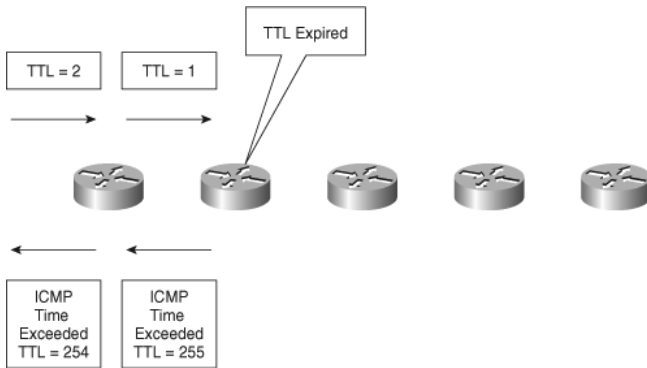 TTL Expired
TTL = 2
TTL = 1
ICMP
Time
Exceeded
TTL = 254
ICMP
Time
Exceeded
TTL = 255